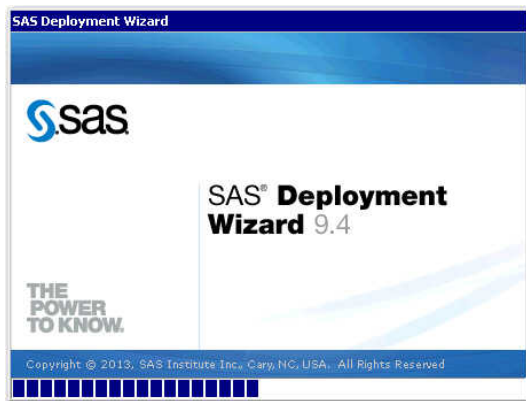 SAS Deployment Wizard
sas
SAS® Deployment
Wizard 9.4
THE
POWER
TO KNOW.
Copyright © 2013, SAS Institute Inc., Cary, NC, USA. All Rights Reserved